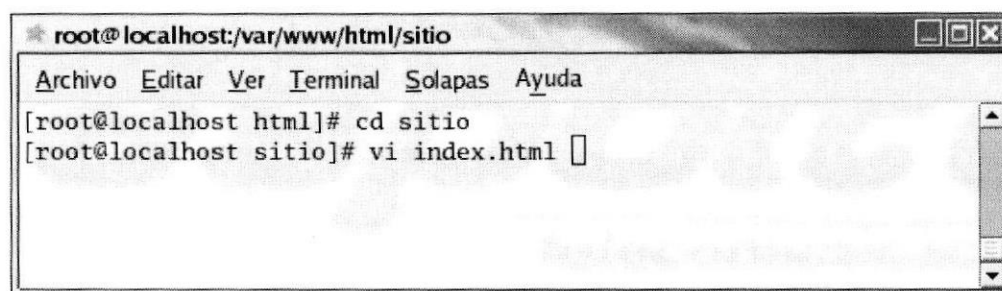 root@localhost:/var/www/html/sitio
Archivo Editar Ver Terminal Solapas Ayuda
[root@localhost html]# cd sitio
[root@localhost sitio]# vi index.html